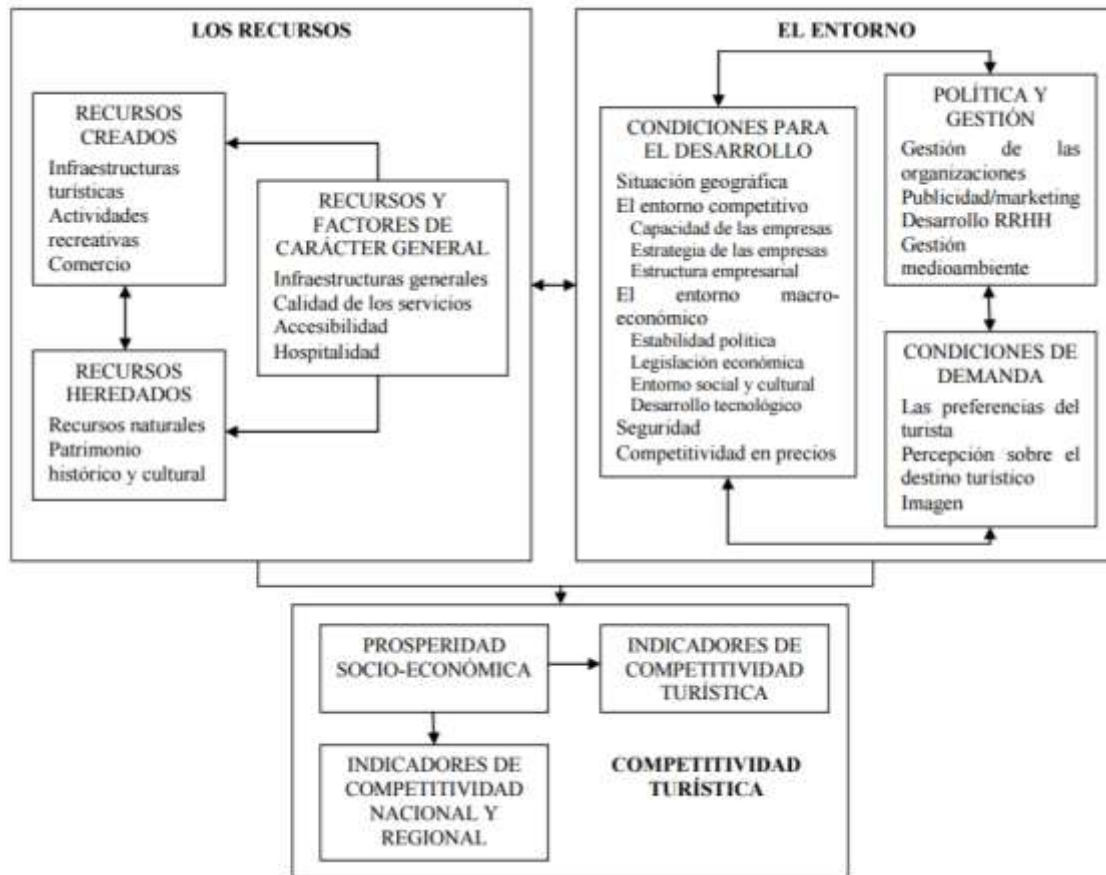 LOS RECURSOS
RECURSOS
CREADOS
Infraestructuras
turísticas
Actividades
recreativas
Comercio
RECURSOS Y
FACTORES DE
CARÁCTER GENERAL
Infraestructuras generales
Calidad de los servicios
Accesibilidad
Hospitalidad
RECURSOS
HEREDADOS
Recursos naturales
Patrimonio
histórico y cultural
EL ENTORNO
CONDICIONES PARA
EL DESARROLLO
Situación geográfica
El entorno competitivo
Capacidad de las empresas
Estrategia de las empresas
Estructura empresarial
El entorno macro-
económico
Estabilidad política
Legislación económica
Entorno social y cultural
Desarrollo tecnológico
Seguridad
Competitividad en precios
POLÍTICA Y
GESTIÓN
Gestión de las
organizaciones
Publicidad/marketing
Desarrollo RRHH
Gestión
medioambiente
CONDICIONES DE
DEMANDA
Las preferencias del
turista
Percepción sobre el
destino turístico
Imagen
PROSPERIDAD
SOCIO-ECONÓMICA
INDICADORES DE
COMPETITIVIDAD
TURÍSTICA
INDICADORES DE
COMPETITIVIDAD
NACIONAL Y
REGIONAL
COMPETITIVIDAD
TURÍSTICA